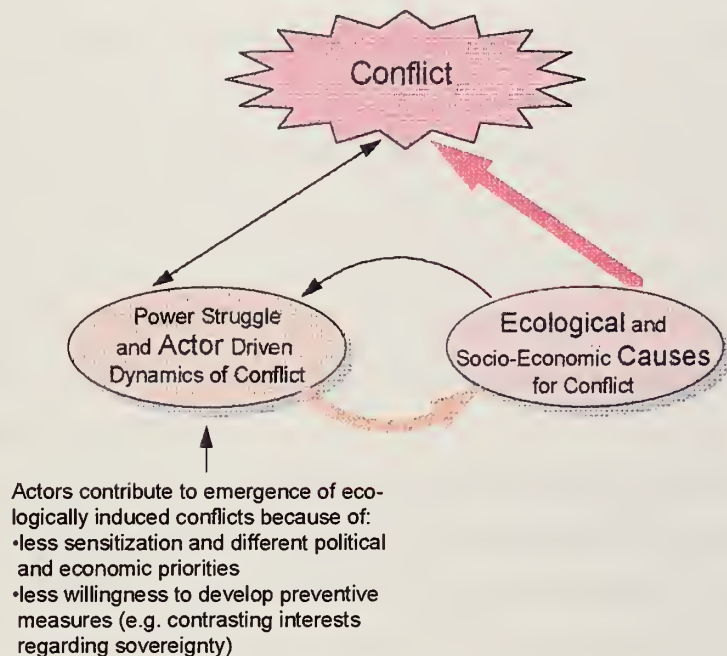 Conflict
Power Struggle
and Actor Driven
Dynamics of Conflict
Ecological and
Socio-Economic Causes
for Conflict
Actors contribute to emergence of eco-
logically induced conflicts because of:
•less sensitization and different political
and economic priorities
•less willingness to develop preventive
measures (e.g. contrasting interests
regarding sovereignty)